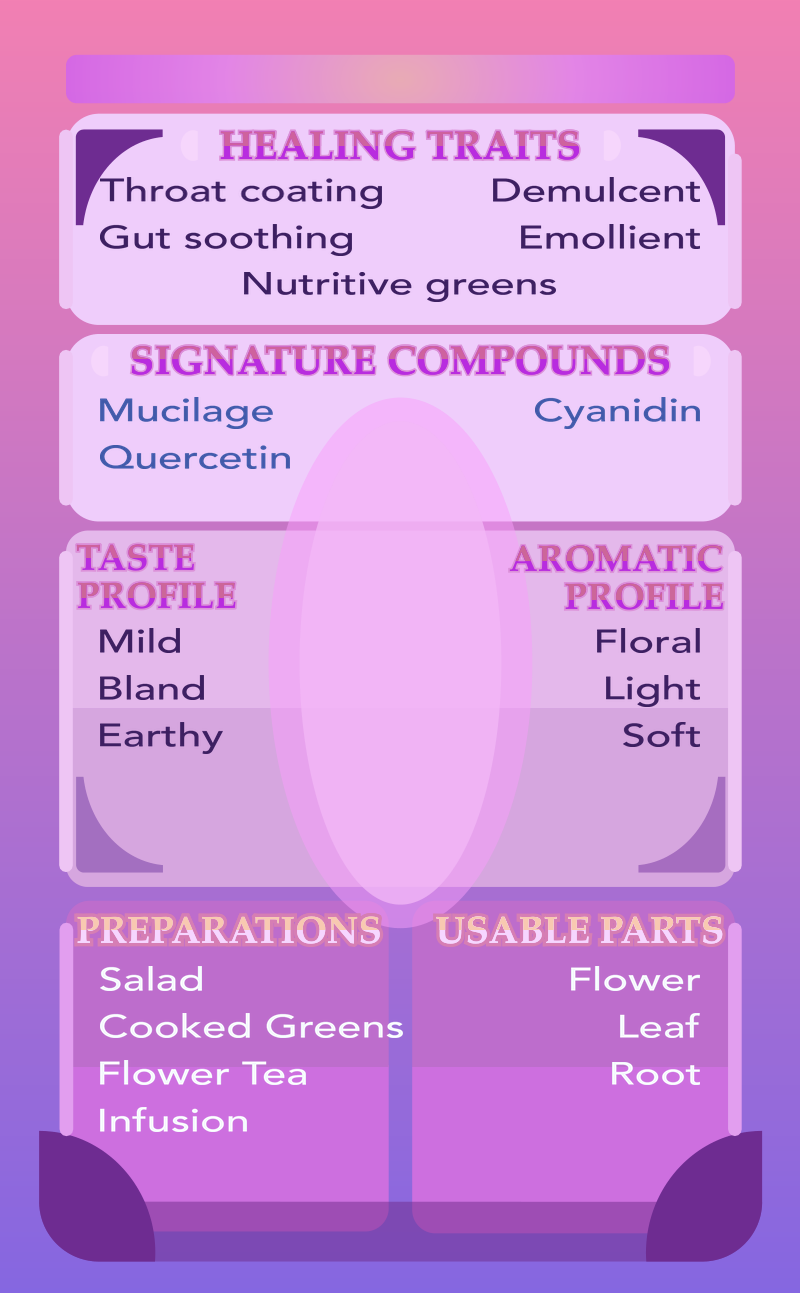 HEALING TRAITS
Throat coating Demulcent
Gut soothing Emollient
Nutritive greens
SIGNATURE COMPOUNDS
Mucilage Cyanidin
Quercetin
TASTE PROFILE
Mild
Bland
Earthy
AROMATIC PROFILE
Floral
Light
Soft
PREPARATIONS
Salad
Cooked Greens
Flower Tea
Infusion
USABLE PARTS
Flower
Leaf
Root